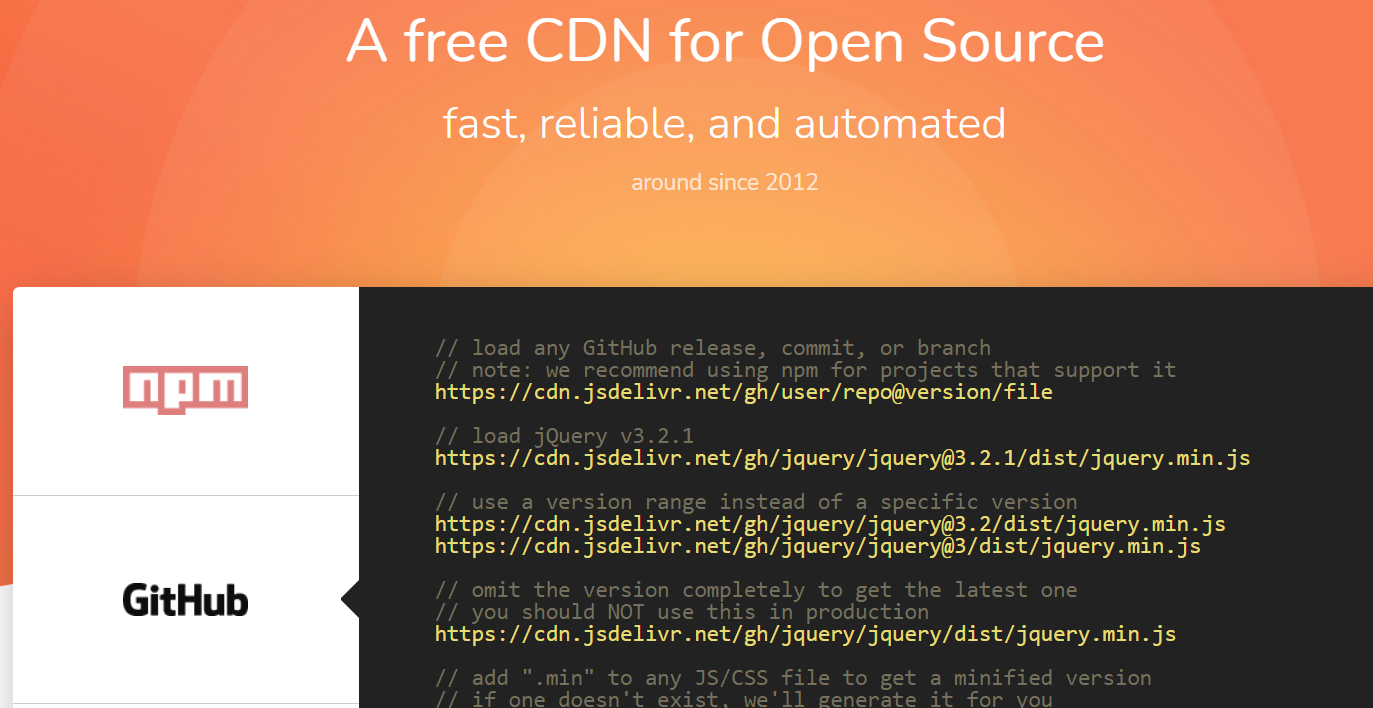 A free CDN for Open Source
fast, reliable, and automated
around since 2012
npm
GitHub
// load any GitHub release, commit, or branch
// note: we recommend using npm for projects that support it
https://cdn.jsdelivr.net/gh/user/repo@version/file
// load jQuery v3.2.1
https://cdn.jsdelivr.net/gh/jquery/jquery@3.2.1/dist/jquery.min.js
// use a version range instead of a specific version
https://cdn.jsdelivr.net/gh/jquery/jquery@3.2/dist/jquery.min.js
https://cdn.jsdelivr.net/gh/jquery/jquery@3/dist/jquery.min.js
// omit the version completely to get the latest one
// you should NOT use this in production
https://cdn.jsdelivr.net/gh/jquery/jquery/dist/jquery.min.js
// add ".min" to any JS/CSS file to get a minified version
// if one doesn't exist, we'll generate it for you